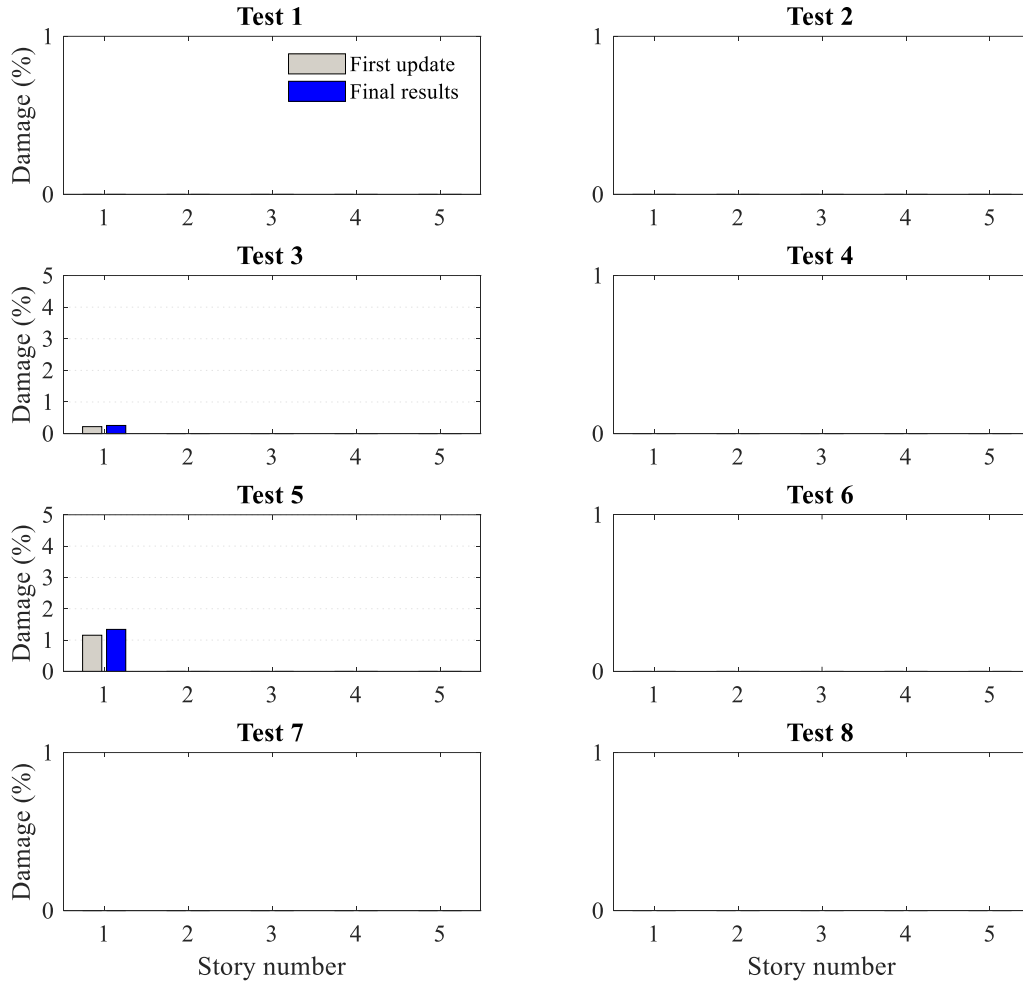 Test 1
1
0
Damage (%)
First update
Final results
1 2 3 4 5
Test 2
1
0
1 2 3 4 5
Test 3
5
4
3
2
1
0
Damage (%)
1 2 3 4 5
Test 4
1
0
1 2 3 4 5
Test 5
5
4
3
2
1
0
Damage (%)
1 2 3 4 5
Test 6
1
0
1 2 3 4 5
Test 7
1
0
Damage (%)
1 2 3 4 5
Story number
Test 8
1
0
1 2 3 4 5
Story number